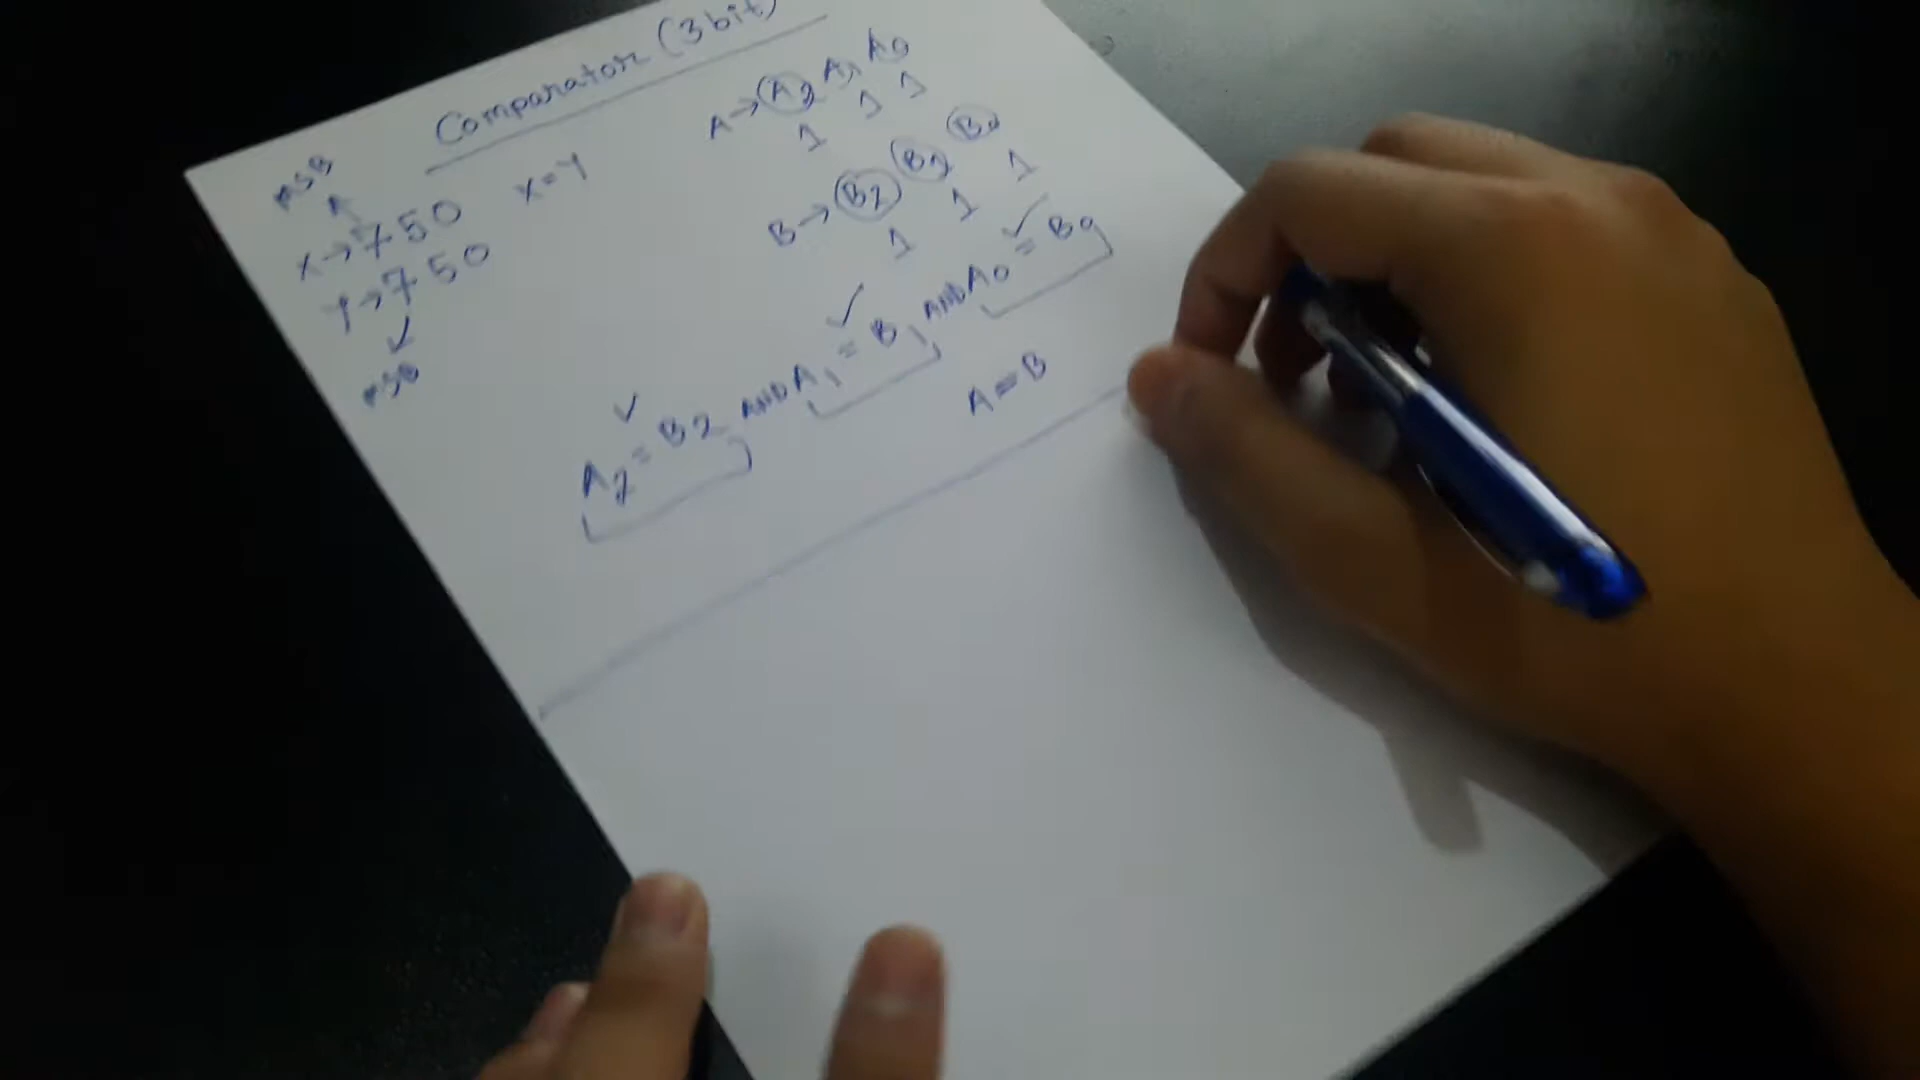 Comparator (3 bit)
MSB
X → 750
Y → 750
MSB
X = Y
A → A2 A1 A0
1 1 1
B → B2 B1 B0
1 1 1
A2 = B2 AND A1 = B1 AND A0 = B0
A = B